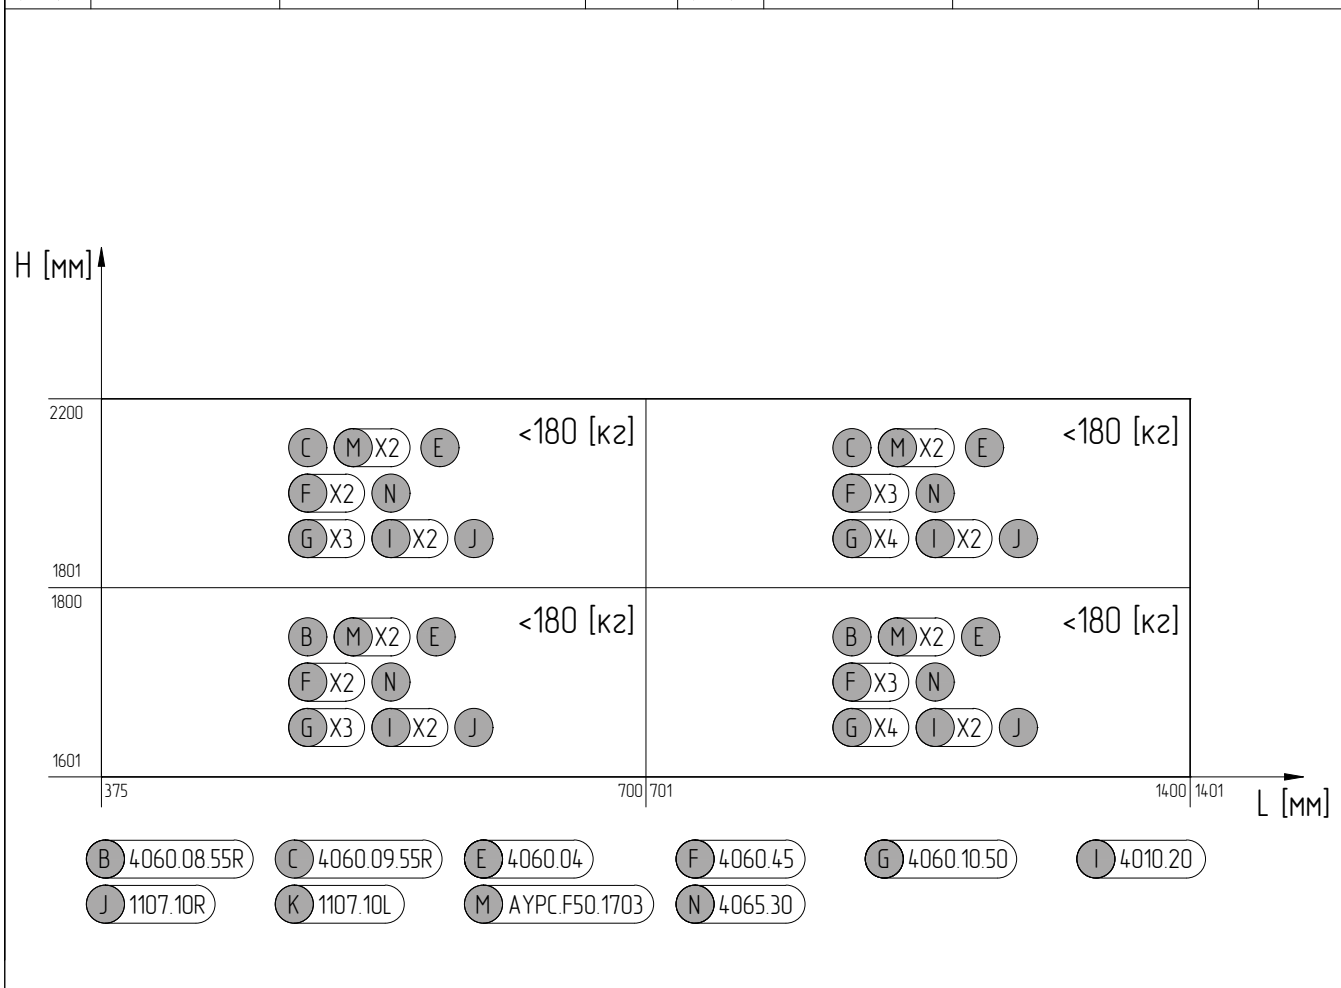 H [мм]
2200
<180 [кг]
<180 [кг]
C M X2 E
C M X2 E
F X2 N
F X3 N
G X3 I X2 J
G X4 I X2 J
1801
1800
<180 [кг]
<180 [кг]
B M X2 E
B M X2 E
F X2 N
F X3 N
G X3 I X2 J
G X4 I X2 J
1601
375
700 701
1400 1401
L [мм]
B 4060.08.55R C 4060.09.55R E 4060.04 F 4060.45 G 4060.10.50 I 4010.20
J 1107.10R K 1107.10L M AYPC.F50.1703 N 4065.30